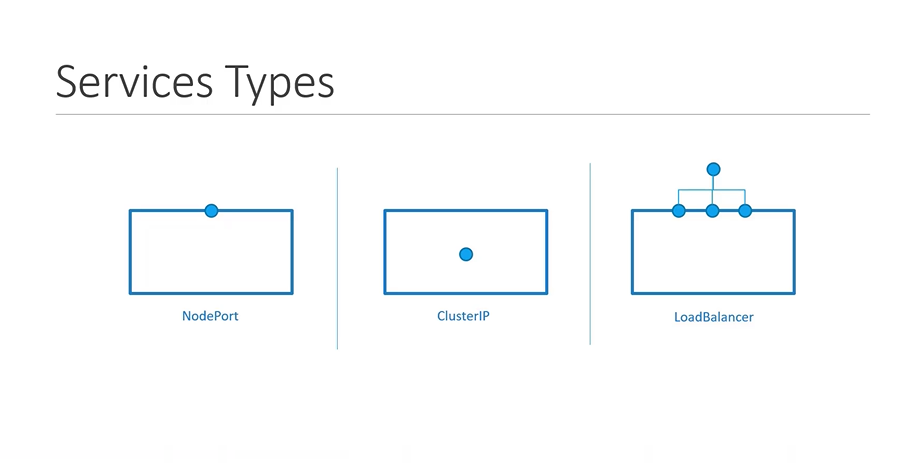 Services Types
NodePort
ClusterIP
LoadBalancer